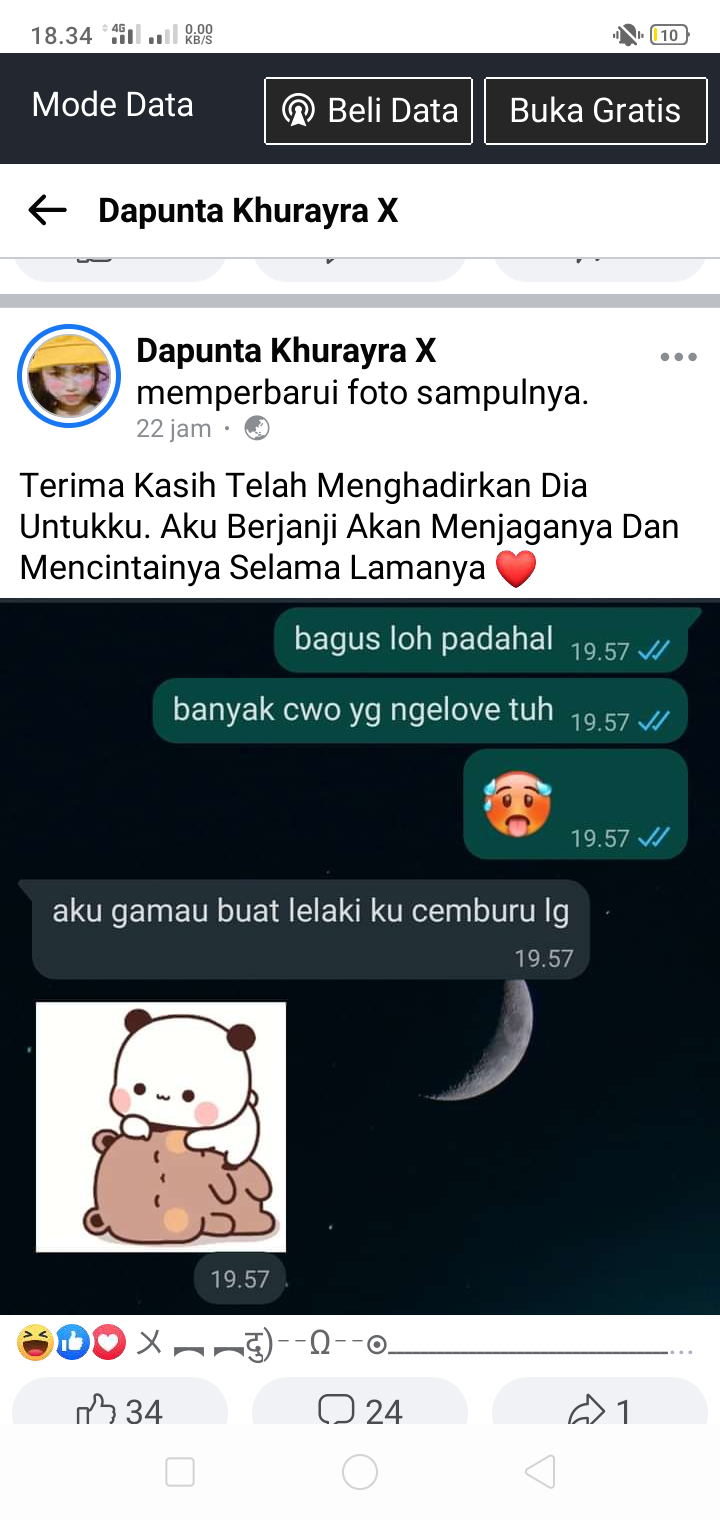 18.34 4G 0.00 KB/S 10
Mode Data Beli Data Buka Gratis
Dapunta Khurayra X
Dapunta Khurayra X
memperbarui foto sampulnya.
22 jam ·
Terima Kasih Telah Menghadirkan Dia
Untukku. Aku Berjanji Akan Menjaganya Dan
Mencintainya Selama Lamanya ❤️
bagus loh padahal 19.57
banyak cwo yg ngelove tuh 19.57
🥵 19.57
aku gamau buat lelaki ku cemburu lg
19.57
19.57
34 24 1